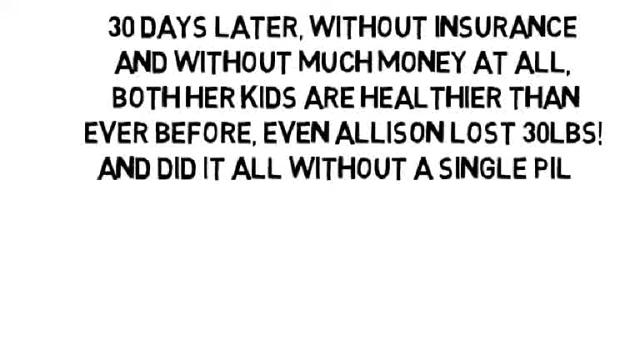 30 DAYS LATER, WITHOUT INSURANCE
AND WITHOUT MUCH MONEY AT ALL,
BOTH HER KIDS ARE HEALTHIER THAN
EVER BEFORE, EVEN ALLISON LOST 30LBS!
AND DID IT ALL WITHOUT A SINGLE PIL